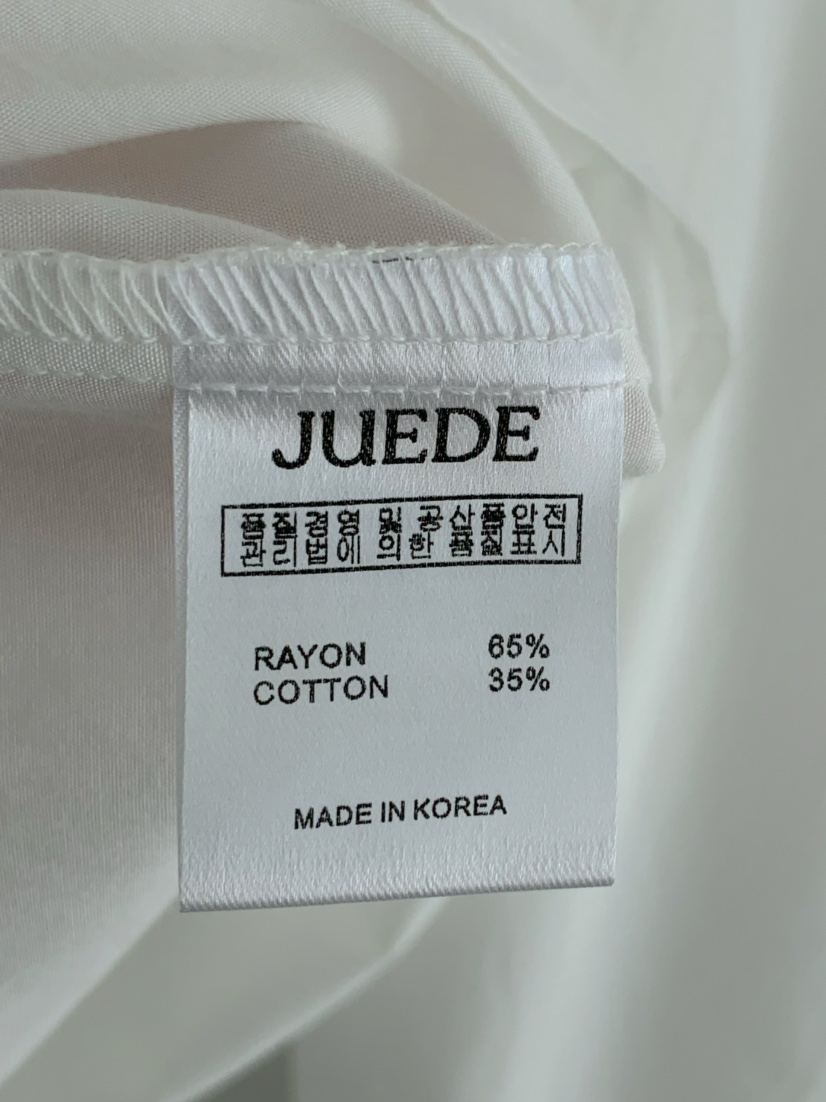 JUEDE
품질경영 및 공산품안전
관리법에 의한 품질표시
RAYON 65%
COTTON 35%
MADE IN KOREA